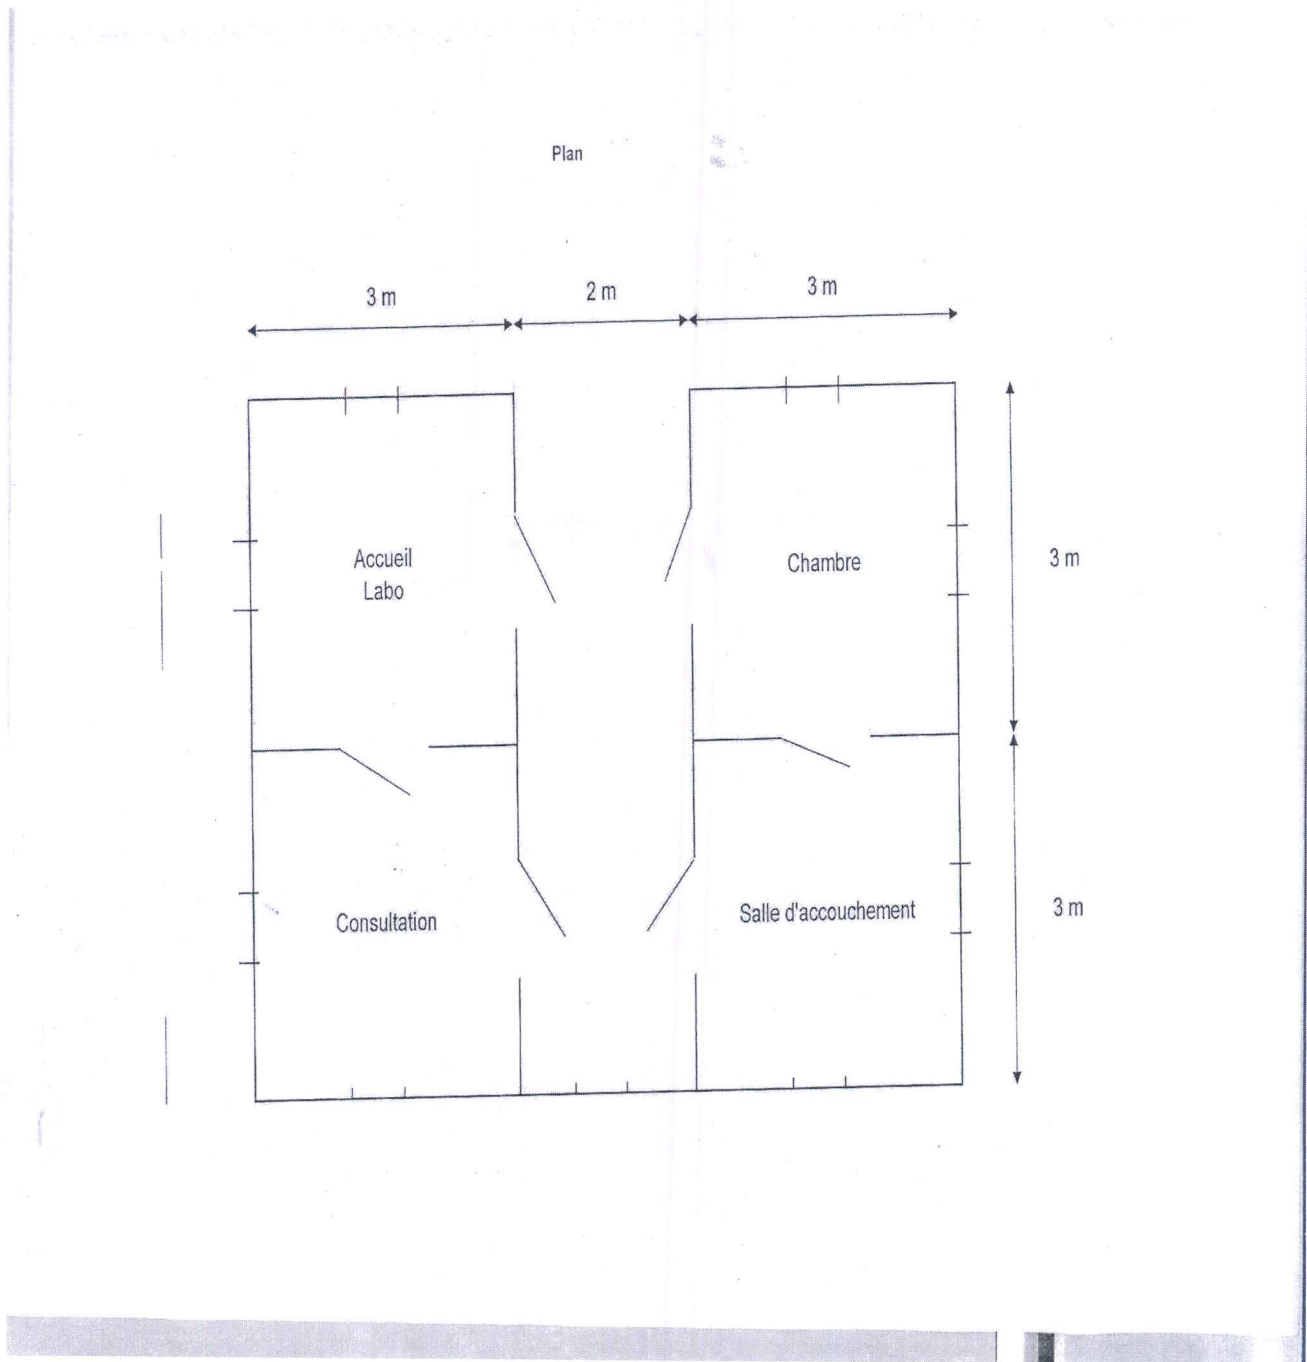 Plan
3 m
2 m
3 m
Accueil
Labo
Chambre
3 m
Consultation
Salle d'accouchement
3 m